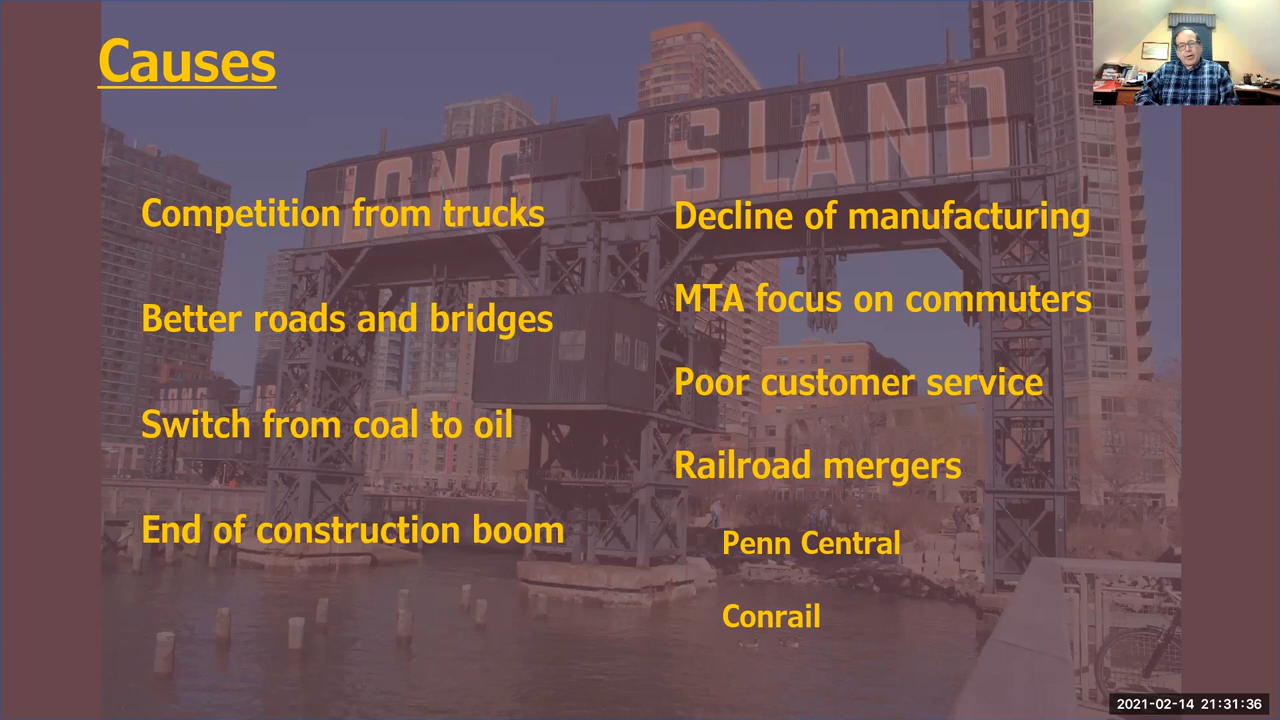 Causes
LONG ISLAND
Competition from trucks
Better roads and bridges
Switch from coal to oil
End of construction boom
Decline of manufacturing
MTA focus on commuters
Poor customer service
Railroad mergers
Penn Central
Conrail
2021-02-14 21:31:36